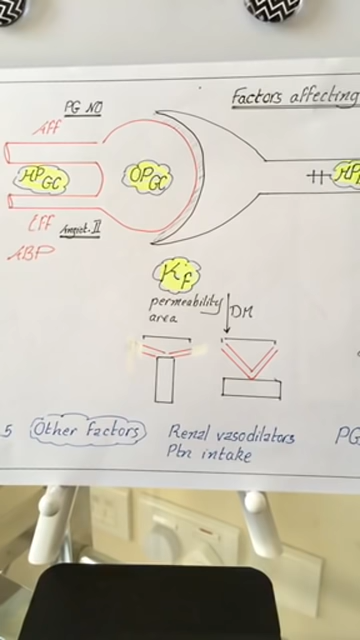 PG NO
Factors affecting
Aff
HPGC
OPGC
Eff
Angiot. II
ABP
Kf
permeability
area
DM
5
Other factors
Renal vasodilators
PG
Ptn intake